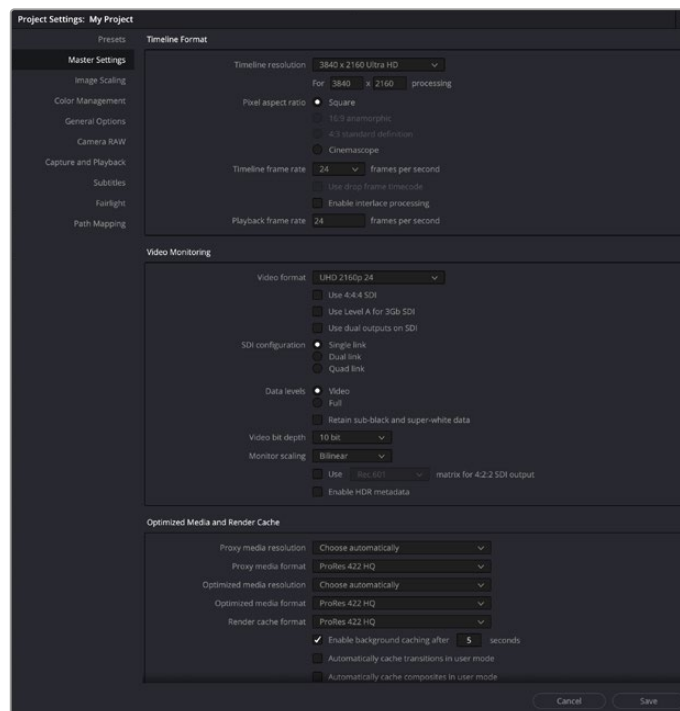 Project Settings: My Project
Presets
Master Settings
Image Scaling
Color Management
General Options
Camera RAW
Capture and Playback
Subtitles
Fairlight
Path Mapping
Timeline Format
Timeline resolution 3840 x 2160 Ultra HD
For 3840 x 2160 processing
Pixel aspect ratio Square
16:9 anamorphic
4:3 standard definition
Cinemascope
Timeline frame rate 24 frames per second
Use drop frame timecode
Enable interlace processing
Playback frame rate 24 frames per second
Video Monitoring
Video format UHD 2160p 24
Use 4:4:4 SDI
Use Level A for 3Gb SDI
Use dual outputs on SDI
SDI configuration Single link
Dual link
Quad link
Data levels Video
Full
Retain sub-black and super-white data
Video bit depth 10 bit
Monitor scaling Bilinear
Use Rec.601 matrix for 4:2:2 SDI output
Enable HDR metadata
Optimized Media and Render Cache
Proxy media resolution Choose automatically
Proxy media format ProRes 422 HQ
Optimized media resolution Choose automatically
Optimized media format ProRes 422 HQ
Render cache format ProRes 422 HQ
Enable background caching after 5 seconds
Automatically cache transitions in user mode
Automatically cache composites in user mode
Cancel Save